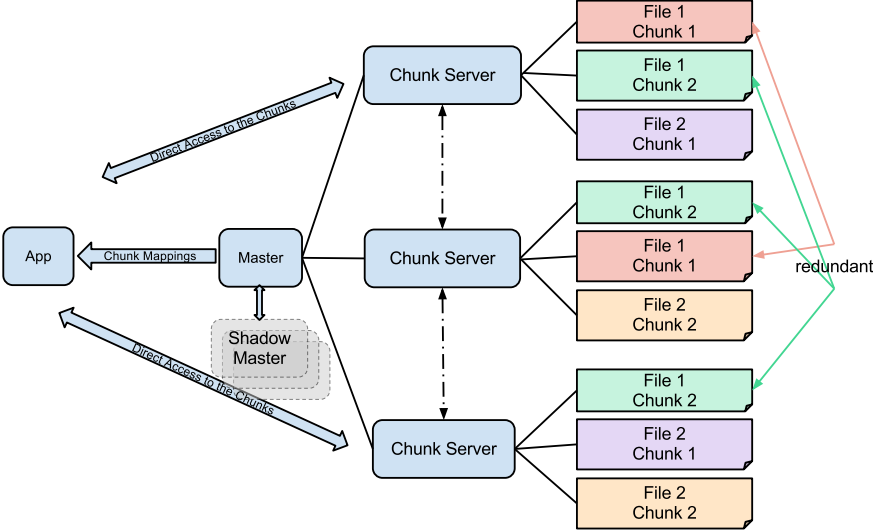 File 1
Chunk 1
Chunk Server
File 1
Chunk 2
Direct Access to the Chunks
File 2
Chunk 1
File 1
Chunk 2
App
Chunk Mappings
Master
Chunk Server
File 1
Chunk 1
redundant
File 2
Chunk 2
Shadow
Master
Direct Access to the Chunks
File 1
Chunk 2
Chunk Server
File 2
Chunk 1
File 2
Chunk 2